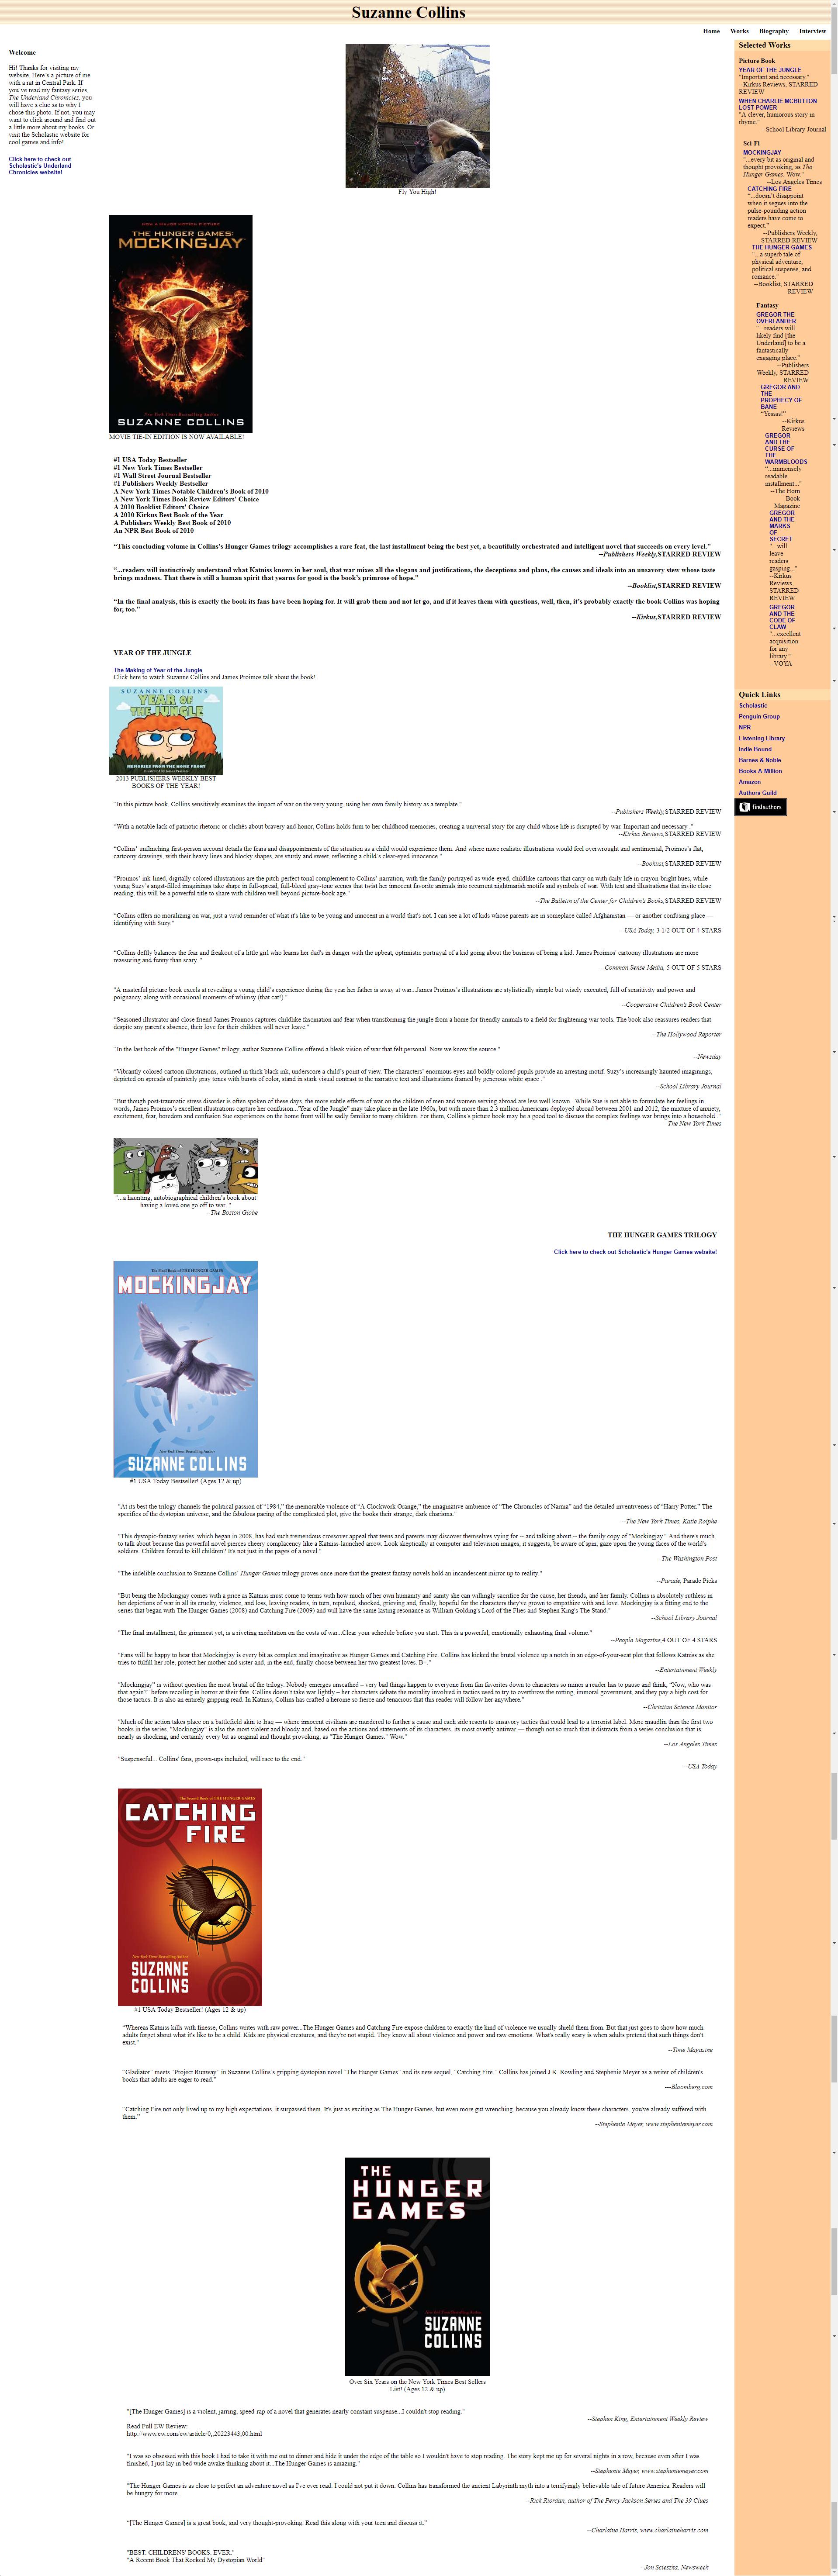 Suzanne Collins
Home Works Biography Interview
Welcome
Hi! Thanks for visiting my
website. Here's a picture of me
with a rat in Central Park. If
you've read my fantasy series,
The Underland Chronicles, you
will have a clue as to why I
chose this photo. If not, you may
want to click around and find out
a little more about my books. Or
visit the Scholastic website for
cool games and info!
Click here to check out
Scholastic's Underland
Chronicles website!
Fly You High!
THE HUNGER GAMES:
MOCKINGJAY
SUZANNE COLLINS
MOVIE TIE-IN EDITION IS NOW AVAILABLE!
#1 USA Today Bestseller
#1 New York Times Bestseller
#1 Wall Street Journal Bestseller
#1 Publishers Weekly Bestseller
A New York Times Notable Children's Book of 2010
A New York Times Book Review Editors' Choice
A 2010 Booklist Editors' Choice
A 2010 Kirkus Best Book of the Year
A Publishers Weekly Best Book of 2010
An NPR Best Book of 2010
"This concluding volume in Collins's Hunger Games trilogy accomplishes a rare feat, the last installment being the best yet, a beautifully orchestrated and intelligent novel that succeeds on every level."
--Publishers Weekly,STARRED REVIEW
"...readers will instinctively understand what Katniss knows in her soul, that war mixes all the slogans and justifications, the deceptions and plans, the causes and ideals into an unsavory stew whose taste
brings madness. That there is still a human spirit that yearns for good is the book's primrose of hope."
--Booklist,STARRED REVIEW
"In the final analysis, this is exactly the book its fans have been hoping for. It will grab them and not let go, and if it leaves them with questions, well, then, it's probably exactly the book Collins was hoping
for, too."
--Kirkus,STARRED REVIEW
YEAR OF THE JUNGLE
The Making of Year of the Jungle
Click here to watch Suzanne Collins and James Proimos talk about the book!
SUZANNE COLLINS
YEAR OF
THE JUNGLE
MEMORIES FROM THE HOME FRONT
2013 PUBLISHERS WEEKLY BEST
BOOKS OF THE YEAR!
"In this picture book, Collins sensitively examines the impact of war on the very young, using her own family history as a template."
--Publishers Weekly,STARRED REVIEW
"With a notable lack of patriotic rhetoric or clichés about bravery and honor, Collins holds firm to her childhood memories, creating a universal story for any child whose life is disrupted by war. Important and necessary ."
--Kirkus Reviews,STARRED REVIEW
"Collins' unflinching first-person account details the fears and disappointments of the situation as a child would experience them. And where more realistic illustrations would feel overwrought and sentimental, Proimos's flat,
cartoony drawings, with their heavy lines and blocky shapes, are sturdy and sweet, reflecting a child's clear-eyed innocence."
--Booklist,STARRED REVIEW
"Proimos' ink-lined, digitally colored illustrations are the pitch-perfect tonal complement to Collins' narration, with the family portrayed as wide-eyed, childlike cartoons that carry on with daily life in crayon-bright hues, while
young Suzy's angst-filled imaginings take shape in full-spread, full-bleed gray-tone scenes that twist her innocent favorite animals into recurrent nightmarish motifs and symbols of war. With text and illustrations that invite close
reading, this will be a powerful title to share with children well beyond picture-book age."
--The Bulletin of the Center for Children's Books,STARRED REVIEW
"Collins offers no moralizing on war, just a vivid reminder of what it's like to be young and innocent in a world that's not. I can see a lot of kids whose parents are in someplace called Afghanistan — or another confusing place —
identifying with Suzy."
--USA Today, 3 1/2 OUT OF 4 STARS
"Collins deftly balances the fear and freakout of a little girl who learns her dad's in danger with the upbeat, optimistic portrayal of a kid going about the business of being a kid. James Proimos' cartoony illustrations are more
reassuring and funny than scary. "
--Common Sense Media, 5 OUT OF 5 STARS
"A masterful picture book excels at revealing a young child's experience during the year her father is away at war...James Proimos's illustrations are stylistically simple but wisely executed, full of sensitivity and power and
poignancy, along with occasional moments of whimsy (that cat!)."
--Cooperative Children's Book Center
"Seasoned illustrator and close friend James Proimos captures childlike fascination and fear when transforming the jungle from a home for friendly animals to a field for frightening war tools. The book also reassures readers that
despite any parent's absence, their love for their children will never leave."
--The Hollywood Reporter
"In the last book of the "Hunger Games" trilogy, author Suzanne Collins offered a bleak vision of war that felt personal. Now we know the source."
--Newsday
"Vibrantly colored cartoon illustrations, outlined in thick black ink, underscore a child's point of view. The characters' enormous eyes and boldly colored pupils provide an arresting motif. Suzy's increasingly haunted imaginings,
depicted on spreads of painterly gray tones with bursts of color, stand in stark visual contrast to the narrative text and illustrations framed by generous white space ."
--School Library Journal
"But though post-traumatic stress disorder is often spoken of these days, the more subtle effects of war on the children of men and women serving abroad are less well known...While Sue is not able to formulate her feelings in
words, James Proimos's excellent illustrations capture her confusion...'Year of the Jungle" may take place in the late 1960s, but with more than 2.3 million Americans deployed abroad between 2001 and 2012, the mixture of anxiety,
excitement, fear, boredom and confusion Sue experiences on the home front will be sadly familiar to many children. For them, Collins's picture book may be a good tool to discuss the complex feelings war brings into a household ."
--The New York Times
"...a haunting, autobiographical children's book about
having a loved one go off to war ."
--The Boston Globe
THE HUNGER GAMES TRILOGY
Click here to check out Scholastic's Hunger Games website!
The Final Book of THE HUNGER GAMES
MOCKINGJAY
New York Times Bestselling Author
SUZANNE COLLINS
#1 USA Today Bestseller! (Ages 12 & up)
"At its best the trilogy channels the political passion of "1984," the memorable violence of "A Clockwork Orange," the imaginative ambience of "The Chronicles of Narnia" and the detailed inventiveness of "Harry Potter." The
specifics of the dystopian universe, and the fabulous pacing of the complicated plot, give the books their strange, dark charisma."
--The New York Times, Katie Roiphe
"This dystopic-fantasy series, which began in 2008, has had such tremendous crossover appeal that teens and parents may discover themselves vying for -- and talking about -- the family copy of "Mockingjay." And there's much
to talk about because this powerful novel pierces cheery complacency like a Katniss-launched arrow. Look skeptically at computer and television images, it suggests, be aware of spin, gaze upon the young faces of the world's
soldiers. Children forced to kill children? It's not just in the pages of a novel."
--The Washington Post
"The indelible conclusion to Suzanne Collins' Hunger Games trilogy proves once more that the greatest fantasy novels hold an incandescent mirror up to reality."
--Parade, Parade Picks
"But being the Mockingjay comes with a price as Katniss must come to terms with how much of her own humanity and sanity she can willingly sacrifice for the cause, her friends, and her family. Collins is absolutely ruthless in
her depictions of war in all its cruelty, violence, and loss, leaving readers, in turn, repulsed, shocked, grieving and, finally, hopeful for the characters they've grown to empathize with and love. Mockingjay is a fitting end to the
series that began with The Hunger Games (2008) and Catching Fire (2009) and will have the same lasting resonance as William Golding's Lord of the Flies and Stephen King's The Stand."
--School Library Journal
"The final installment, the grimmest yet, is a riveting meditation on the costs of war...Clear your schedule before you start: This is a powerful, emotionally exhausting final volume."
--People Magazine,4 OUT OF 4 STARS
"Fans will be happy to hear that Mockingjay is every bit as complex and imaginative as Hunger Games and Catching Fire. Collins has kicked the brutal violence up a notch in an edge-of-your-seat plot that follows Katniss as she
tries to fulfill her role, protect her mother and sister and, in the end, finally choose between her two greatest loves. B+."
--Entertainment Weekly
"Mockingjay" is without question the most brutal of the trilogy. Nobody emerges unscathed – very bad things happen to everyone from fan favorites down to characters so minor a reader has to pause and think, "Now, who was
that again?" before recoiling in horror at their fate. Collins doesn't take war lightly – her characters debate the morality involved in tactics used to try to overthrow the rotting, immoral government, and they pay a high cost for
those tactics. It is also an entirely gripping read. In Katniss, Collins has crafted a heroine so fierce and tenacious that this reader will follow her anywhere."
--Christian Science Monitor
"Much of the action takes place on a battlefield akin to Iraq — where innocent civilians are murdered to further a cause and each side resorts to unsavory tactics that could lead to a terrorist label. More maudlin than the first two
books in the series, "Mockingjay" is also the most violent and bloody and, based on the actions and statements of its characters, its most overtly antiwar — though not so much that it distracts from a series conclusion that is
nearly as shocking, and certainly every bit as original and thought provoking, as "The Hunger Games." Wow."
--Los Angeles Times
"Suspenseful... Collins' fans, grown-ups included, will race to the end."
--USA Today
The Second Book of THE HUNGER GAMES
CATCHING
FIRE
New York Times Bestselling Author
SUZANNE
COLLINS
#1 USA Today Bestseller! (Ages 12 & up)
"Whereas Katniss kills with finesse, Collins writes with raw power...The Hunger Games and Catching Fire expose children to exactly the kind of violence we usually shield them from. But that just goes to show how much
adults forget about what it's like to be a child. Kids are physical creatures, and they're not stupid. They know all about violence and power and raw emotions. What's really scary is when adults pretend that such things don't
exist."
--Time Magazine
"Gladiator" meets "Project Runway" in Suzanne Collins's gripping dystopian novel "The Hunger Games" and its new sequel, "Catching Fire." Collins has joined J.K. Rowling and Stephenie Meyer as a writer of children's
books that adults are eager to read."
---Bloomberg.com
"Catching Fire not only lived up to my high expectations, it surpassed them. It's just as exciting as The Hunger Games, but even more gut wrenching, because you already know these characters, you've already suffered with
them."
--Stephenie Meyer, www.stepheniemeyer.com
THE
HUNGER
GAMES
SUZANNE
COLLINS
Over Six Years on the New York Times Best Sellers
List! (Ages 12 & up)
"[The Hunger Games] is a violent, jarring, speed-rap of a novel that generates nearly constant suspense...I couldn't stop reading."
--Stephen King, Entertainment Weekly Review
Read Full EW Review:
http://www.ew.com/ew/article/0,,20223443,00.html
"I was so obsessed with this book I had to take it with me out to dinner and hide it under the edge of the table so I wouldn't have to stop reading. The story kept me up for several nights in a row, because even after I was
finished, I just lay in bed wide awake thinking about it...The Hunger Games is amazing."
--Stephenie Meyer, www.stepheniemeyer.com
"The Hunger Games is as close to perfect an adventure novel as I've ever read. I could not put it down. Collins has transformed the ancient Labyrinth myth into a terrifyingly believable tale of future America. Readers will
be hungry for more.
--Rick Riordan, author of The Percy Jackson Series and The 39 Clues
"[The Hunger Games] is a great book, and very thought-provoking. Read this along with your teen and discuss it."
--Charlaine Harris, www.charlaineharris.com
"BEST. CHILDRENS' BOOKS. EVER."
"A Recent Book That Rocked My Dystopian World"
--Jon Scieszka, Newsweek
Selected Works
Picture Book
YEAR OF THE JUNGLE
"Important and necessary."
--Kirkus Reviews, STARRED
REVIEW
WHEN CHARLIE MCBUTTON
LOST POWER
"A clever, humorous story in
rhyme."
--School Library Journal
Sci-Fi
MOCKINGJAY
"...every bit as original and
thought provoking, as The
Hunger Games. Wow."
--Los Angeles Times
CATCHING FIRE
"...doesn't disappoint
when it segues into the
pulse-pounding action
readers have come to
expect."
--Publishers Weekly,
STARRED REVIEW
THE HUNGER GAMES
"...a superb tale of
physical adventure,
political suspense, and
romance."
--Booklist, STARRED
REVIEW
Fantasy
GREGOR THE
OVERLANDER
"...readers will
likely find [the
Underland] to be a
fantastically
engaging place."
--Publishers
Weekly, STARRED
REVIEW
GREGOR AND
THE
PROPHECY OF
BANE
"Yessss!"
--Kirkus
Reviews
GREGOR
AND THE
CURSE OF
THE
WARMBLOODS
"...immensely
readable
installment..."
--The Horn
Book
Magazine
GREGOR
AND THE
MARKS
OF
SECRET
"...will
leave
readers
gasping..."
--Kirkus
Reviews,
STARRED
REVIEW
GREGOR
AND THE
CODE OF
CLAW
"...excellent
acquisition
for any
library."
--VOYA
Quick Links
Scholastic
Penguin Group
NPR
Listening Library
Indie Bound
Barnes & Noble
Books-A-Million
Amazon
Authors Guild
findauthors